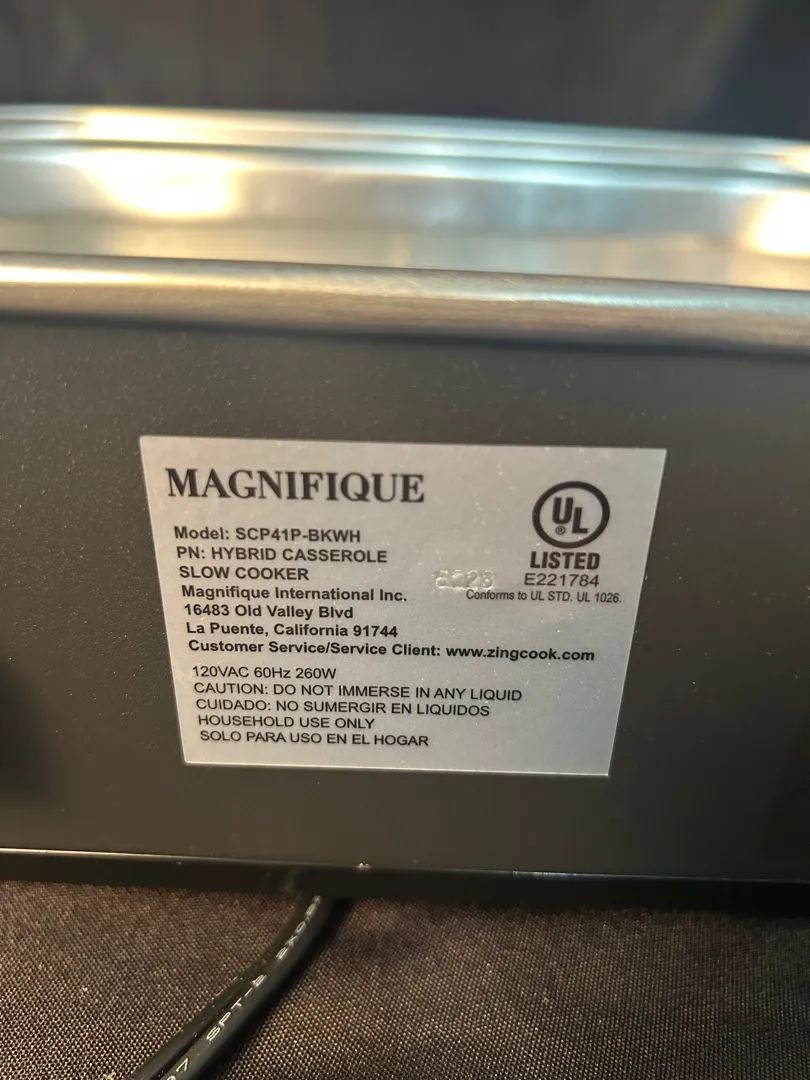 MAGNIFIQUE
Model: SCP41P-BKWH
PN: HYBRID CASSEROLE
SLOW COOKER
Magnifique International Inc.
16483 Old Valley Blvd
La Puente, California 91744
Customer Service/Service Client: www.zingcook.com
120VAC 60Hz 260W
CAUTION: DO NOT IMMERSE IN ANY LIQUID
CUIDADO: NO SUMERGIR EN LIQUIDOS
HOUSEHOLD USE ONLY
SOLO PARA USO EN EL HOGAR
UL
®
LISTED
E221784
Conforms to UL STD. UL 1026.
SPT-2